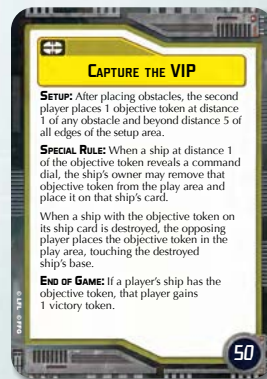 CAPTURE THE VIP
SETUP: After placing obstacles, the second
player places 1 objective token at distance
1 of any obstacle and beyond distance 5 of
all edges of the setup area.
SPECIAL RULE: When a ship at distance 1
of the objective token reveals a command
dial, the ship's owner may remove that
objective token from the play area and
place it on that ship's card.
When a ship with the objective token on
its ship card is destroyed, the opposing
player places the objective token in the
play area, touching the destroyed
ship's base.
END OF GAME: If a player's ship has the
objective token, that player gains
1 victory token.
© LFL © FFG
50